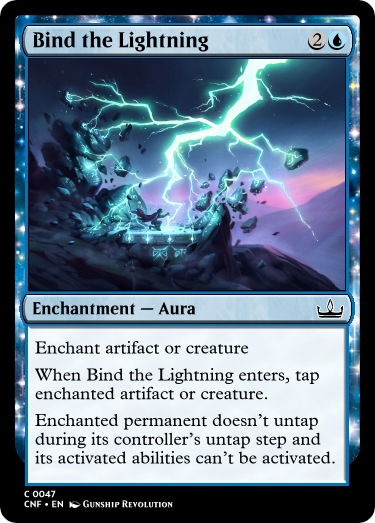 Bind the Lightning 2
Enchantment — Aura
Enchant artifact or creature
When Bind the Lightning enters, tap
enchanted artifact or creature.
Enchanted permanent doesn't untap
during its controller's untap step and
its activated abilities can't be activated.
C 0047
CNF • EN Gunship Revolution